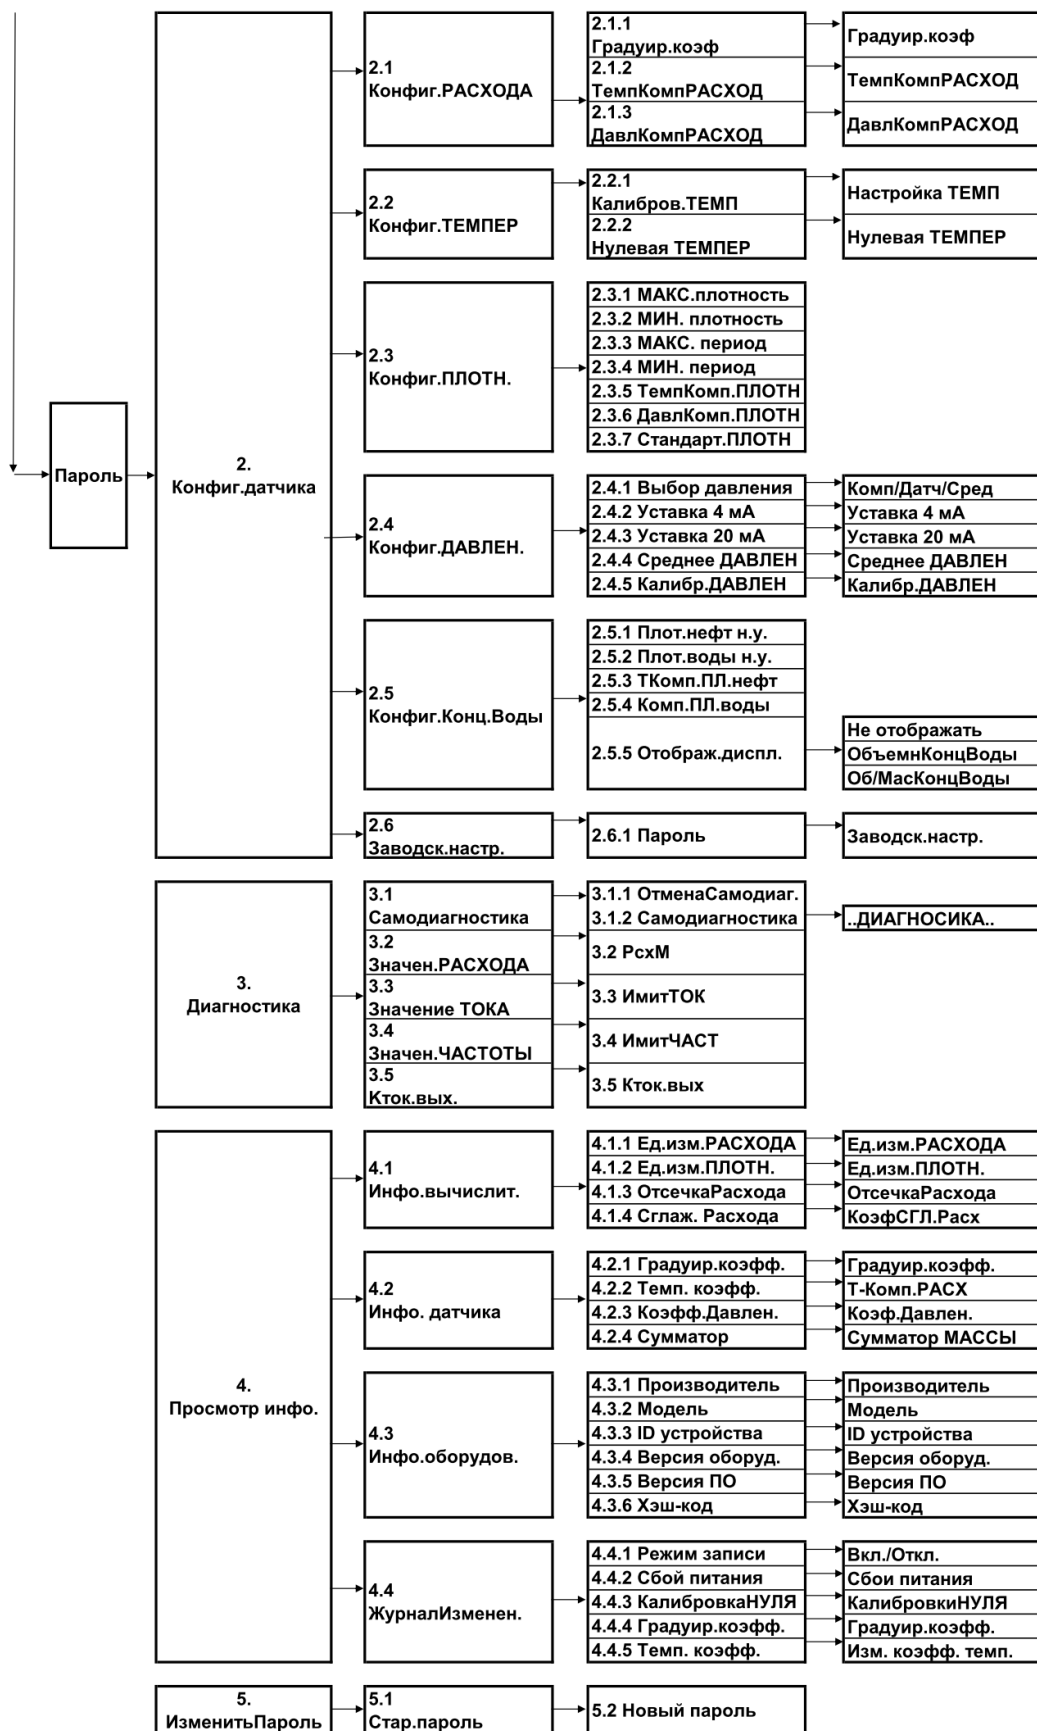 Пароль
2.
Конфиг.датчика
2.1
Конфиг.РАСХОДА
2.1.1
Градуир.коэф
2.1.2
ТемпКомпРАСХОД
2.1.3
ДавлКомпРАСХОД
Градуир.коэф
ТемпКомпРАСХОД
ДавлКомпРАСХОД
2.2
Конфиг.ТЕМПЕР
2.2.1
Калибров.ТЕМП
2.2.2
Нулевая ТЕМПЕР
Настройка ТЕМП
Нулевая ТЕМПЕР
2.3
Конфиг.ПЛОТН.
2.3.1 МАКС.плотность
2.3.2 МИН. плотность
2.3.3 МАКС. период
2.3.4 МИН. период
2.3.5 ТемпКомп.ПЛОТН
2.3.6 ДавлКомп.ПЛОТН
2.3.7 Стандарт.ПЛОТН
2.4
Конфиг.ДАВЛЕН.
2.4.1 Выбор давления
2.4.2 Уставка 4 мА
2.4.3 Уставка 20 мА
2.4.4 Среднее ДАВЛЕН
2.4.5 Калибр.ДАВЛЕН
Комп/Датч/Сред
Уставка 4 мА
Уставка 20 мА
Среднее ДАВЛЕН
Калибр.ДАВЛЕН
2.5
Конфиг.Конц.Воды
2.5.1 Плот.нефт н.у.
2.5.2 Плот.воды н.у.
2.5.3 ТКомп.ПЛ.нефт
2.5.4 Комп.ПЛ.воды
2.5.5 Отображ.диспл.
Не отображать
ОбъемнКонцВоды
Об/МасКонцВоды
2.6
Заводск.настр.
2.6.1 Пароль
Заводск.настр.
3.
Диагностика
3.1
Самодиагностика
3.1.1 ОтменаСамодиаг.
3.1.2 Самодиагностика
..ДИАГНОСИКА..
3.2
Значен.РАСХОДА
3.2 РсхМ
3.3
Значение ТОКА
3.3 ИмитТОК
3.4
Значен.ЧАСТОТЫ
3.4 ИмитЧАСТ
3.5
Кток.вых.
3.5 Кток.вых
4.
Просмотр инфо.
4.1
Инфо.вычислит.
4.1.1 Ед.изм.РАСХОДА
4.1.2 Ед.изм.ПЛОТН.
4.1.3 ОтсечкаРасхода
4.1.4 Сглаж. Расхода
Ед.изм.РАСХОДА
Ед.изм.ПЛОТН.
ОтсечкаРасхода
КоэфСГЛ.Расх
4.2
Инфо. датчика
4.2.1 Градуир.коэфф.
4.2.2 Темп. коэфф.
4.2.3 Коэфф.Давлен.
4.2.4 Сумматор
Градуир.коэфф.
Т-Комп.РАСХ
Коэф.Давлен.
Сумматор МАССЫ
4.3
Инфо.оборудов.
4.3.1 Производитель
4.3.2 Модель
4.3.3 ID устройства
4.3.4 Версия оборуд.
4.3.5 Версия ПО
4.3.6 Хэш-код
Производитель
Модель
ID устройства
Версия оборуд.
Версия ПО
Хэш-код
4.4
ЖурналИзменен.
4.4.1 Режим записи
4.4.2 Сбой питания
4.4.3 КалибровкаНУЛЯ
4.4.4 Градуир.коэфф.
4.4.5 Темп. коэфф.
Вкл./Откл.
Сбои питания
КалибровкиНУЛЯ
Градуир.коэфф.
Изм. коэфф. темп.
5.
ИзменитьПароль
5.1
Стар.пароль
5.2 Новый пароль